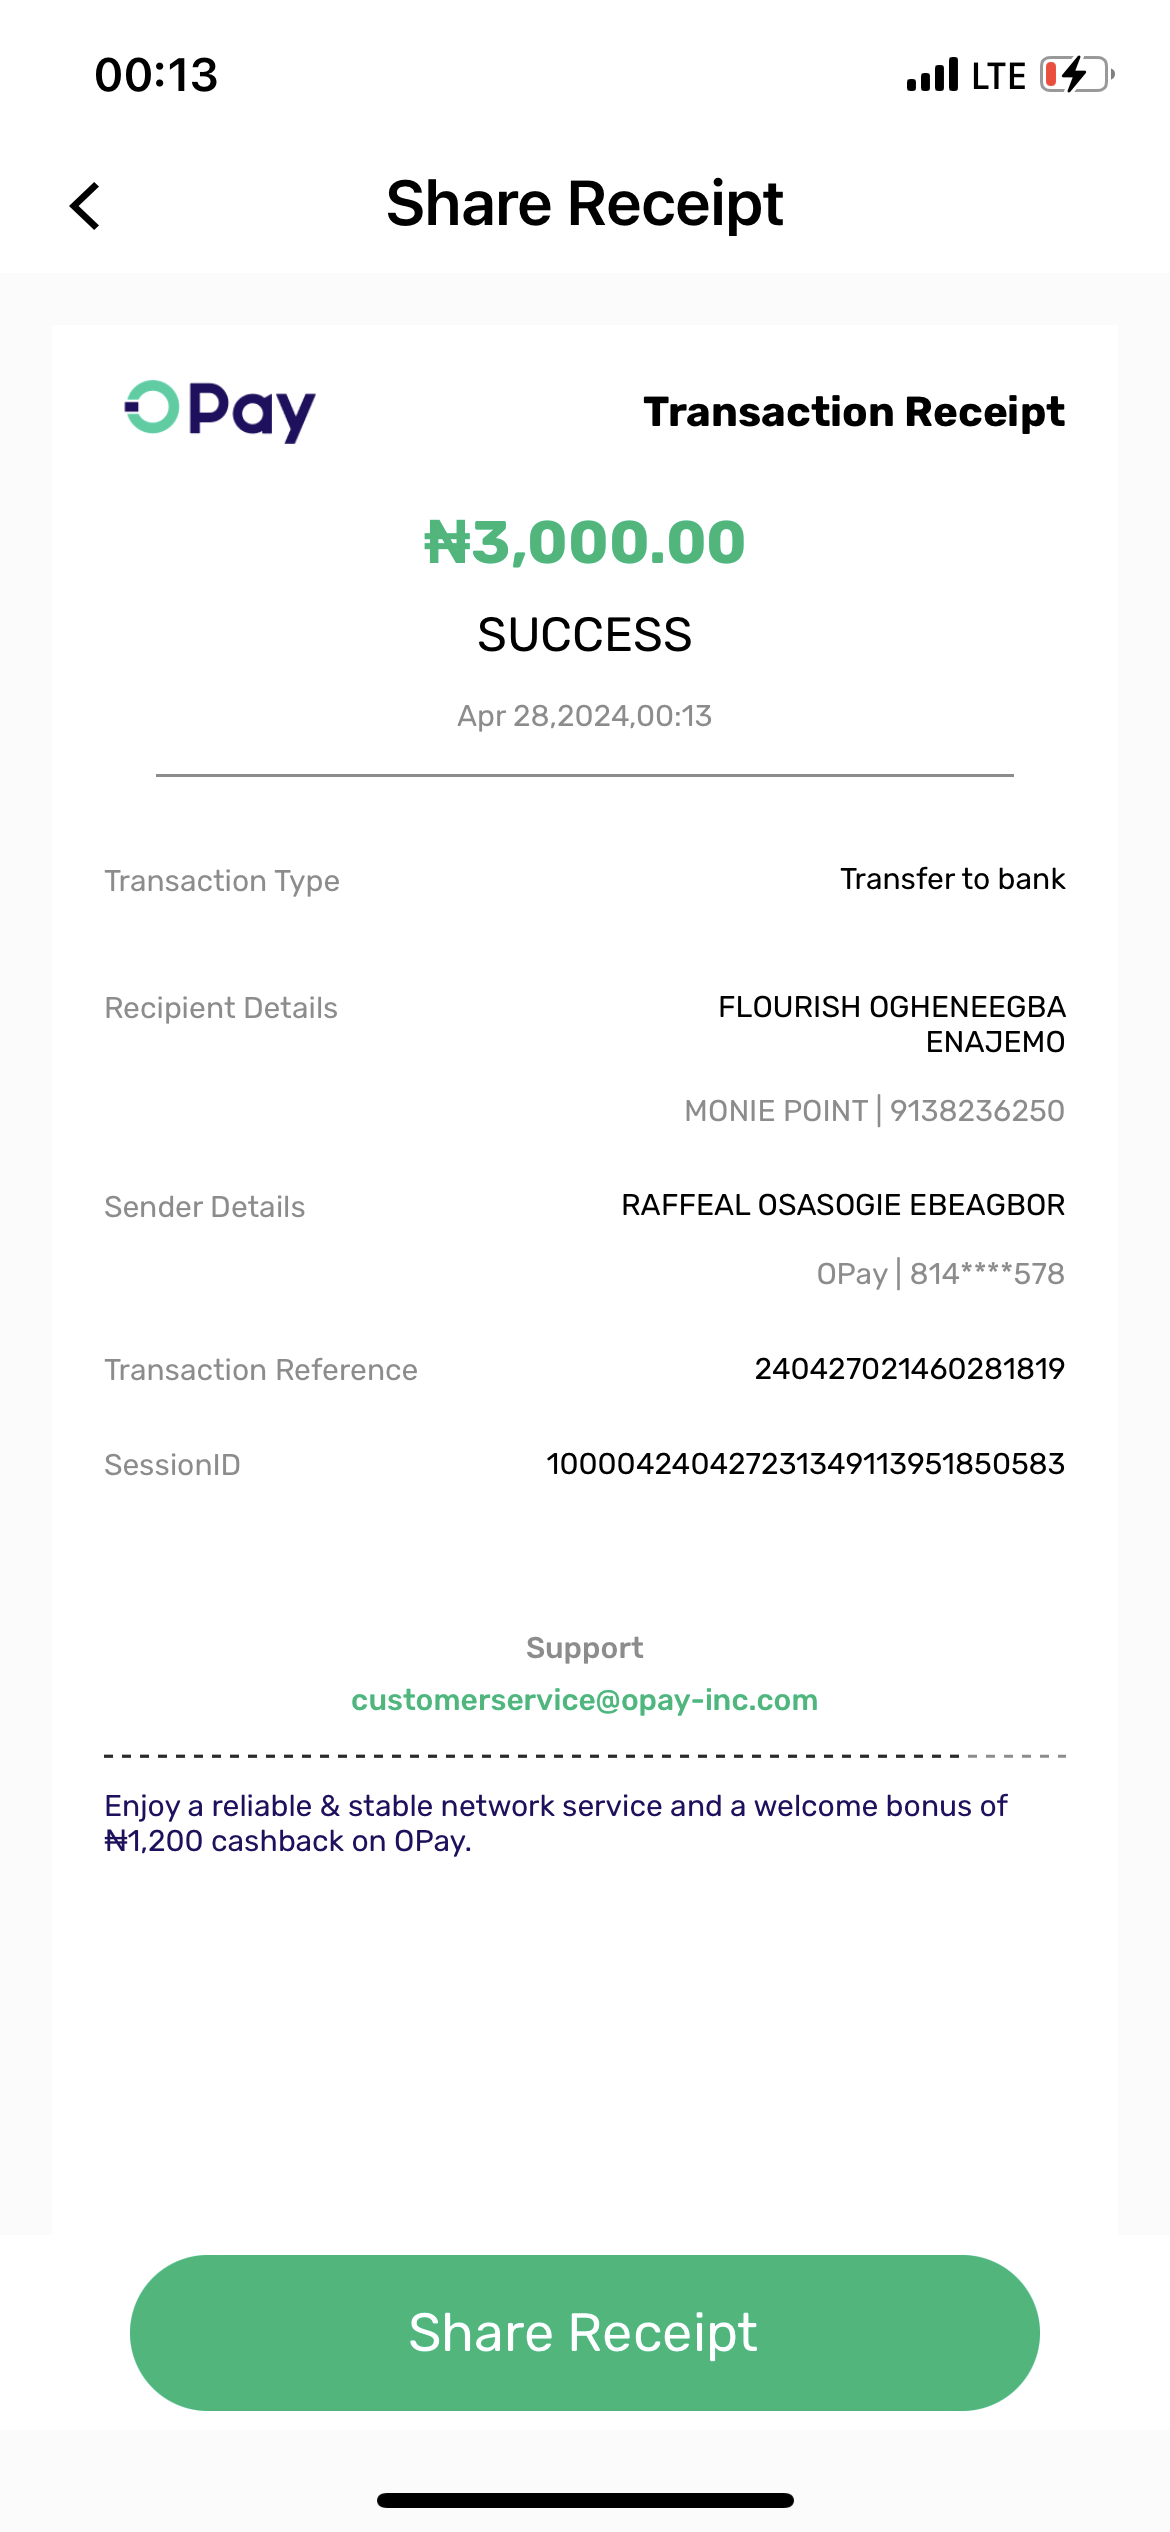 00:13 LTE
Share Receipt
OPay Transaction Receipt
₦3,000.00
SUCCESS
Apr 28,2024,00:13
Transaction Type Transfer to bank
Recipient Details FLOURISH OGHENEEGBA
ENAJEMO
MONIE POINT | 9138236250
Sender Details RAFFEAL OSASOGIE EBEAGBOR
OPay | 814****578
Transaction Reference 240427021460281819
SessionID 100004240427231349113951850583
Support
customerservice@opay-inc.com
Enjoy a reliable & stable network service and a welcome bonus of
₦1,200 cashback on OPay.
Share Receipt